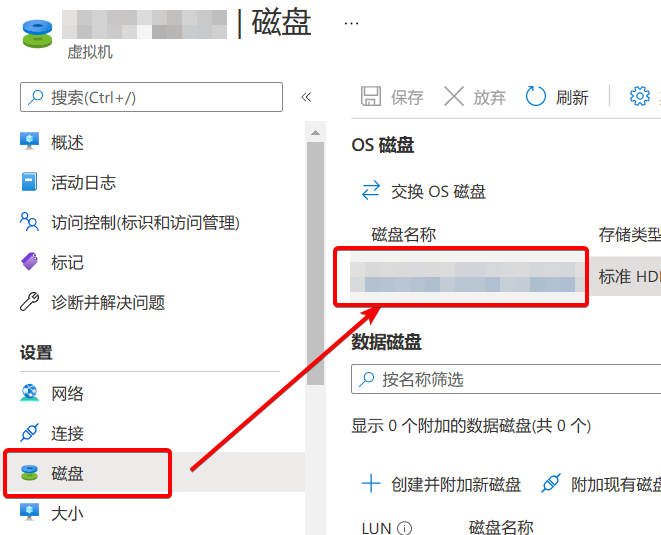 | 磁盘 ...
虚拟机
搜索(Ctrl+/)
«
概述
活动日志
访问控制(标识和访问管理)
标记
诊断并解决问题
设置
网络
连接
磁盘
大小
保存 放弃 刷新
OS 磁盘
交换 OS 磁盘
磁盘名称 存储类型
标准 HD
数据磁盘
按名称筛选
显示 0 个附加的数据磁盘(共 0 个)
创建并附加新磁盘 附加现有磁
LUN 磁盘名称